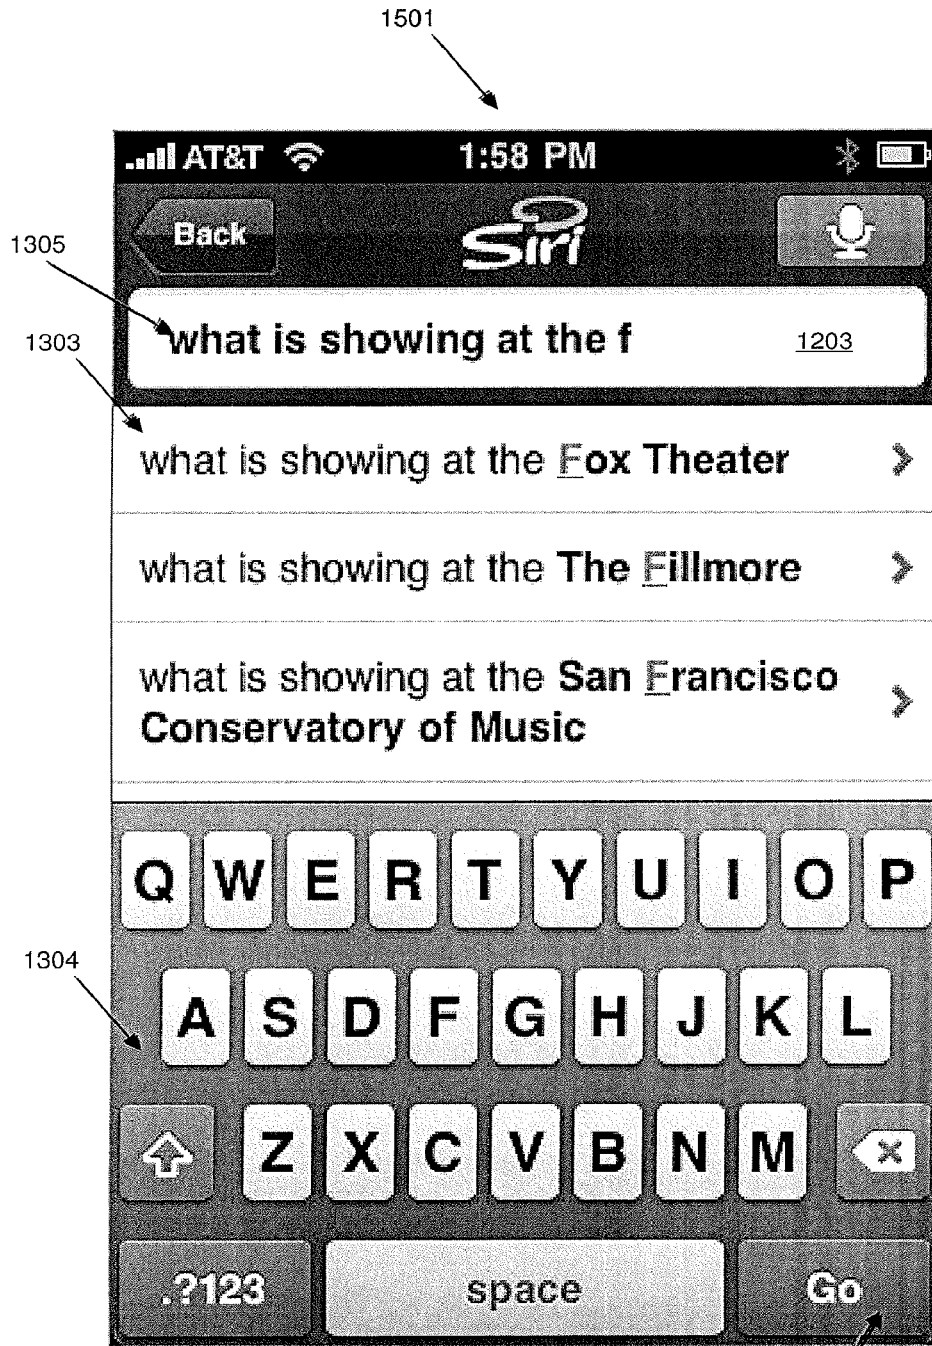 1501
AT&T 1:58 PM
Back Siri
1305
what is showing at the f 1203
1303
what is showing at the Fox Theater
what is showing at the The Fillmore
what is showing at the San Francisco
Conservatory of Music
Q W E R T Y U I O P
1304
A S D F G H J K L
Z X C V B N M
.?123 space Go